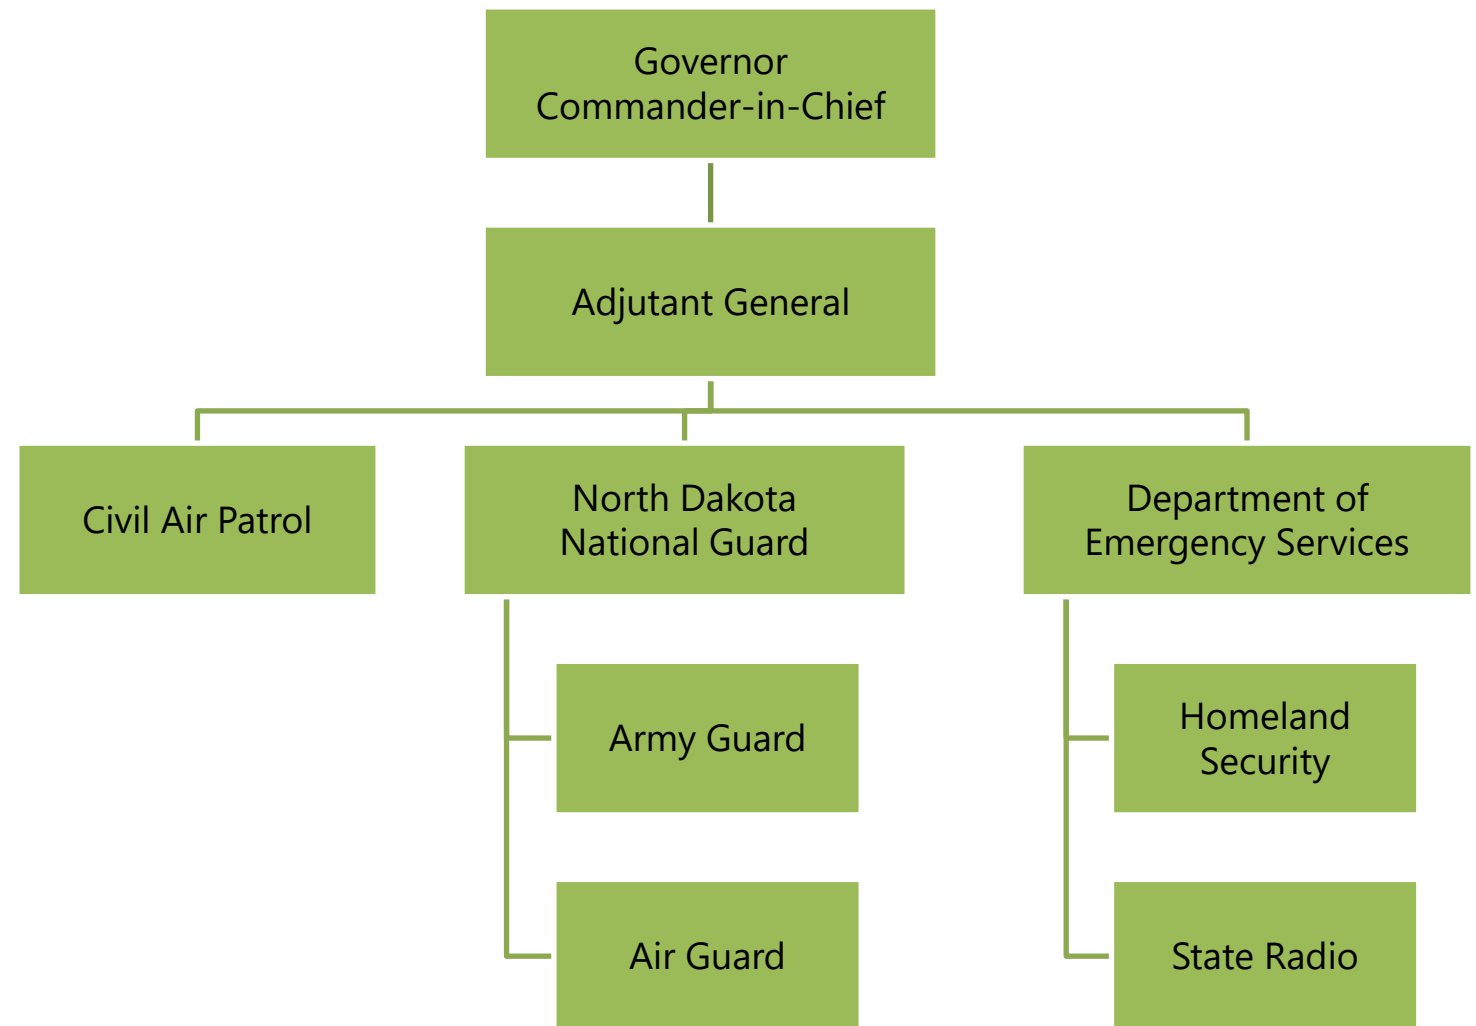 Governor
Commander-in-Chief
Adjutant General
Civil Air Patrol
North Dakota
National Guard
Department of
Emergency Services
Army Guard
Homeland
Security
Air Guard
State Radio